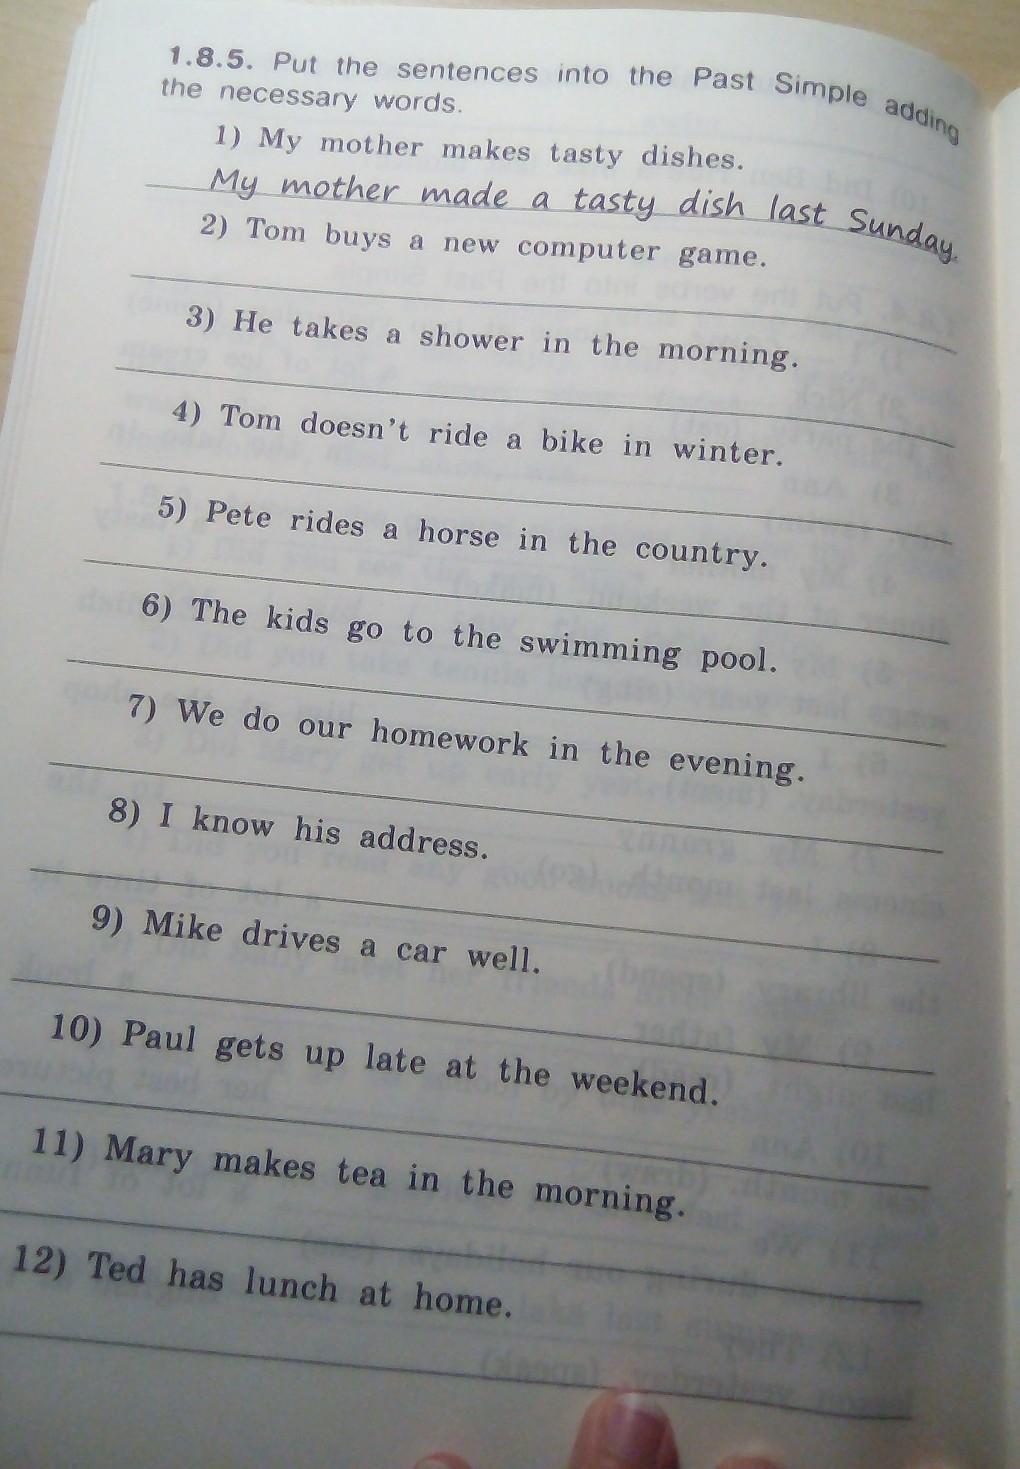 1.8.5. Put the sentences into the Past Simple adding
the necessary words.
1) My mother makes tasty dishes.
My mother made a tasty dish last Sunday.
2) Tom buys a new computer game.
3) He takes a shower in the morning.
4) Tom doesn't ride a bike in winter.
5) Pete rides a horse in the country.
6) The kids go to the swimming pool.
7) We do our homework in the evening.
8) I know his address.
9) Mike drives a car well.
10) Paul gets up late at the weekend.
11) Mary makes tea in the morning.
12) Ted has lunch at home.